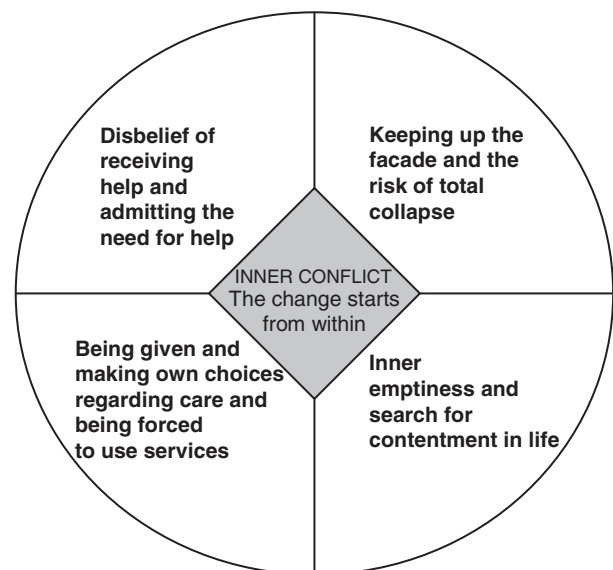 Disbelief of
receiving
help and
admitting the
need for help
Keeping up the
facade and the
risk of total
collapse
INNER CONFLICT
The change starts
from within
Being given and
making own choices
regarding care and
being forced
to use services
Inner
emptiness and
search for
contentment in life